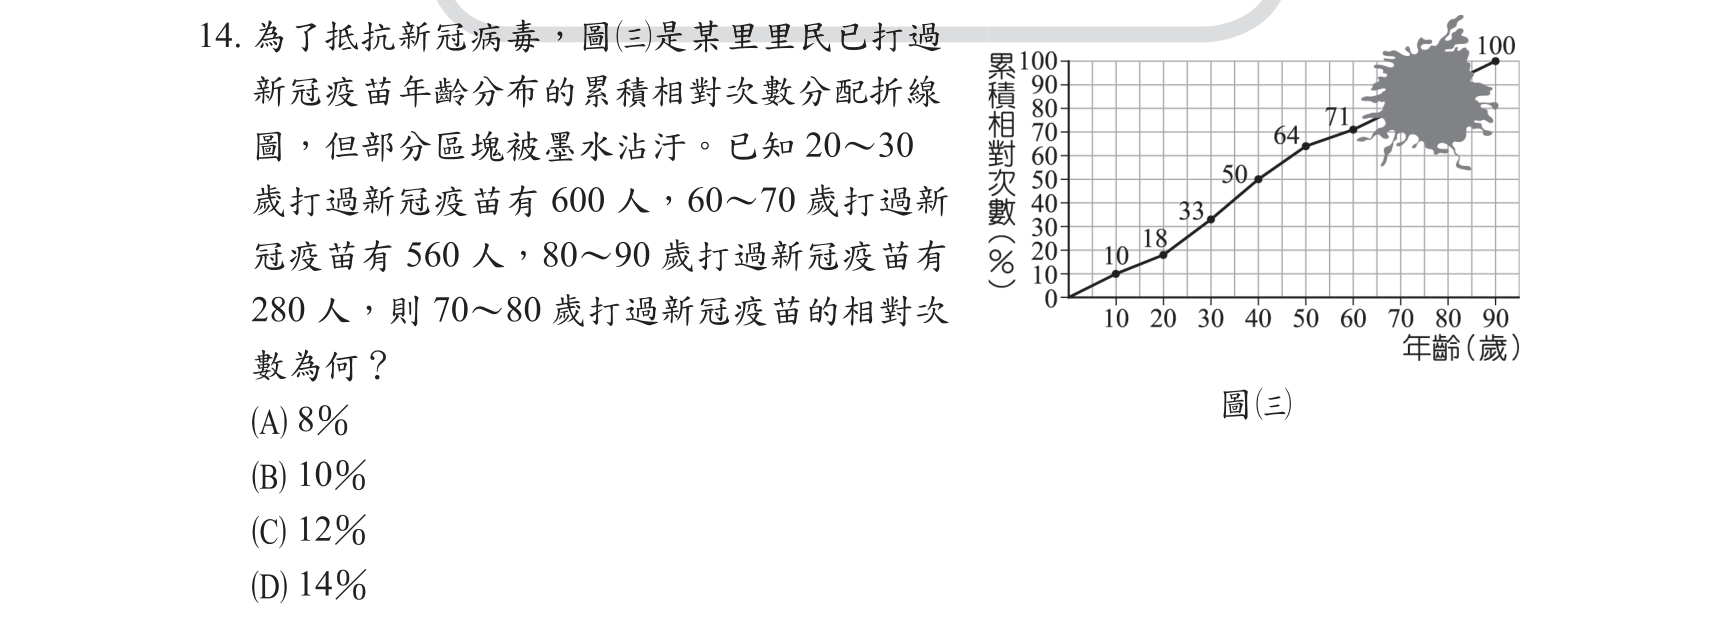 14. 為了抵抗新冠病毒，圖㈢是某里里民已打過
新冠疫苗年齡分布的累積相對次數分配折線
圖，但部分區塊被墨水沾汙。已知 20～30
歲打過新冠疫苗有 600 人，60～70 歲打過新
冠疫苗有 560 人，80～90 歲打過新冠疫苗有
280 人，則 70～80 歲打過新冠疫苗的相對次
數為何？
(A) 8%
(B) 10%
(C) 12%
(D) 14%
累積相對次數(%)
100
90
80
70
60
50
40
30
20
10
0
10
18
33
50
64
71
100
10 20 30 40 50 60 70 80 90
年齡(歲)
圖㈢